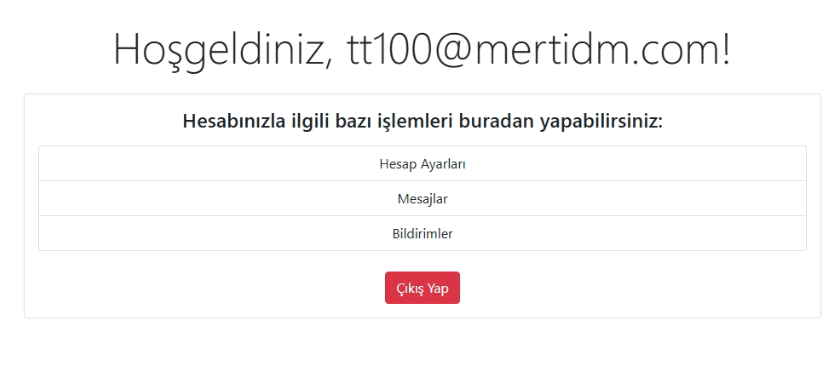 Hoşgeldiniz, tt100@mertidm.com!
Hesabınızla ilgili bazı işlemleri buradan yapabilirsiniz:
Hesap Ayarları
Mesajlar
Bildirimler
Çıkış Yap